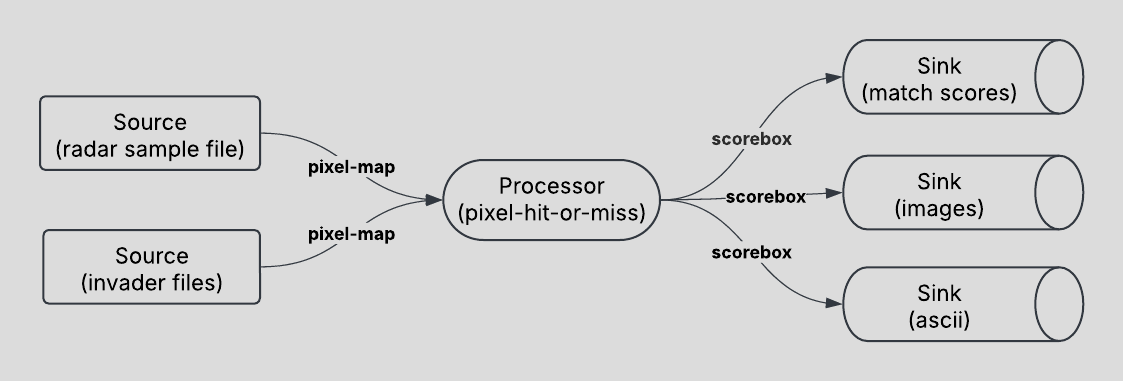 Source
(radar sample file)
pixel-map
Source
(invader files)
pixel-map
Processor
(pixel-hit-or-miss)
scorebox
Sink
(match scores)
scorebox
Sink
(images)
scorebox
Sink
(ascii)